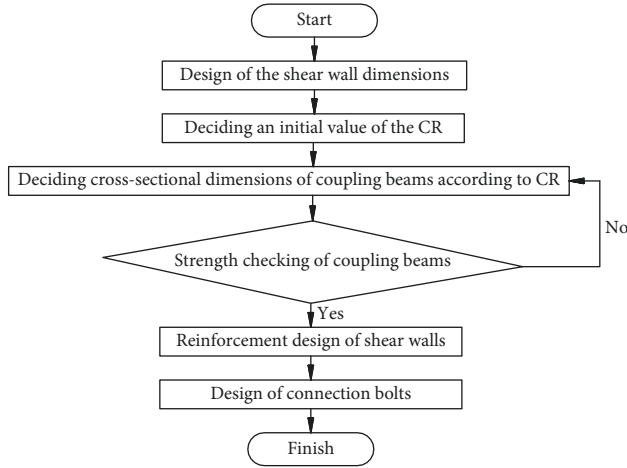 Start
Design of the shear wall dimensions
Deciding an initial value of the CR
Deciding cross-sectional dimensions of coupling beams according to CR
No
Strength checking of coupling beams
Yes
Reinforcement design of shear walls
Design of connection bolts
Finish